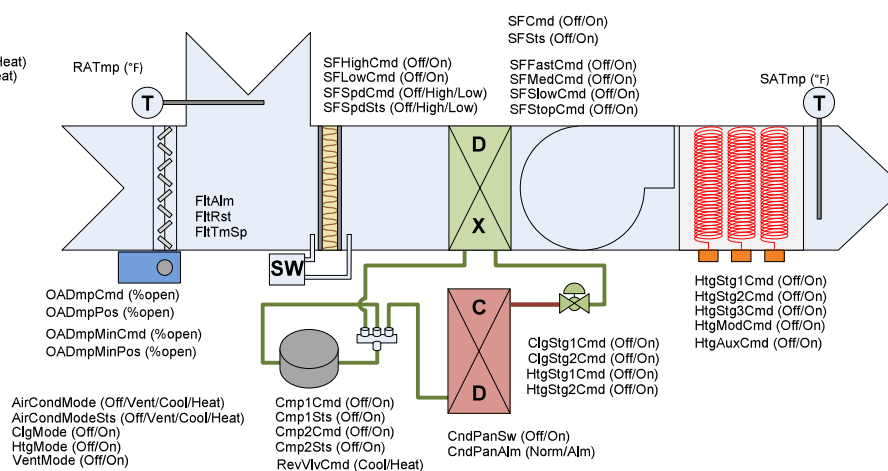 Heat)
eat)
RATmp (°F)
T
SFHighCmd (Off/On)
SFLowCmd (Off/On)
SFSpdCmd (Off/High/Low)
SFSpdSts (Off/High/Low)
SFCmd (Off/On)
SFSts (Off/On)
SFFastCmd (Off/On)
SFMedCmd (Off/On)
SFSlowCmd (Off/On)
SFStopCmd (Off/On)
SATmp (°F)
T
D
X
FltAlm
FltRst
FltTmSp
SW
OADmpCmd (%open)
OADmpPos (%open)
OADmpMinCmd (%open)
OADmpMinPos (%open)
C
D
HtgStg1Cmd (Off/On)
HtgStg2Cmd (Off/On)
HtgStg3Cmd (Off/On)
HtgModCmd (Off/On)
HtgAuxCmd (Off/On)
ClgStg1Cmd (Off/On)
ClgStg2Cmd (Off/On)
HtgStg1Cmd (Off/On)
HtgStg2Cmd (Off/On)
AirCondMode (Off/Vent/Cool/Heat)
AirCondModeSts (Off/Vent/Cool/Heat)
ClgMode (Off/On)
HtgMode (Off/On)
VentMode (Off/On)
Cmp1Cmd (Off/On)
Cmp1Sts (Off/On)
Cmp2Cmd (Off/On)
Cmp2Sts (Off/On)
RevVlvCmd (Cool/Heat)
CndPanSw (Off/On)
CndPanAlm (Norm/Alm)